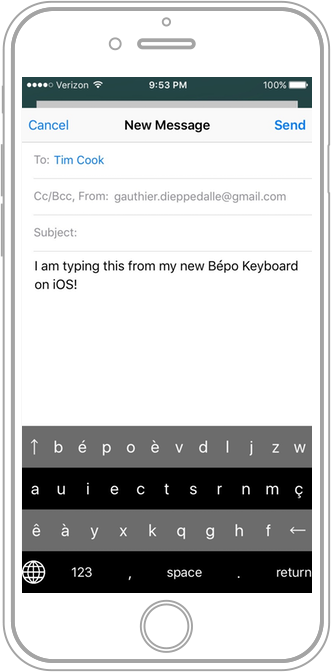 Verizon 9:53 PM 100%
Cancel New Message Send
To: Tim Cook
Cc/Bcc, From: gauthier.dieppedalle@gmail.com
Subject:
I am typing this from my new Bépo Keyboard
on iOS!
↑ b é p o è v d l j z w
a u i e c t s r n m ç
ê à y x k q g h f ←
123 , space . return